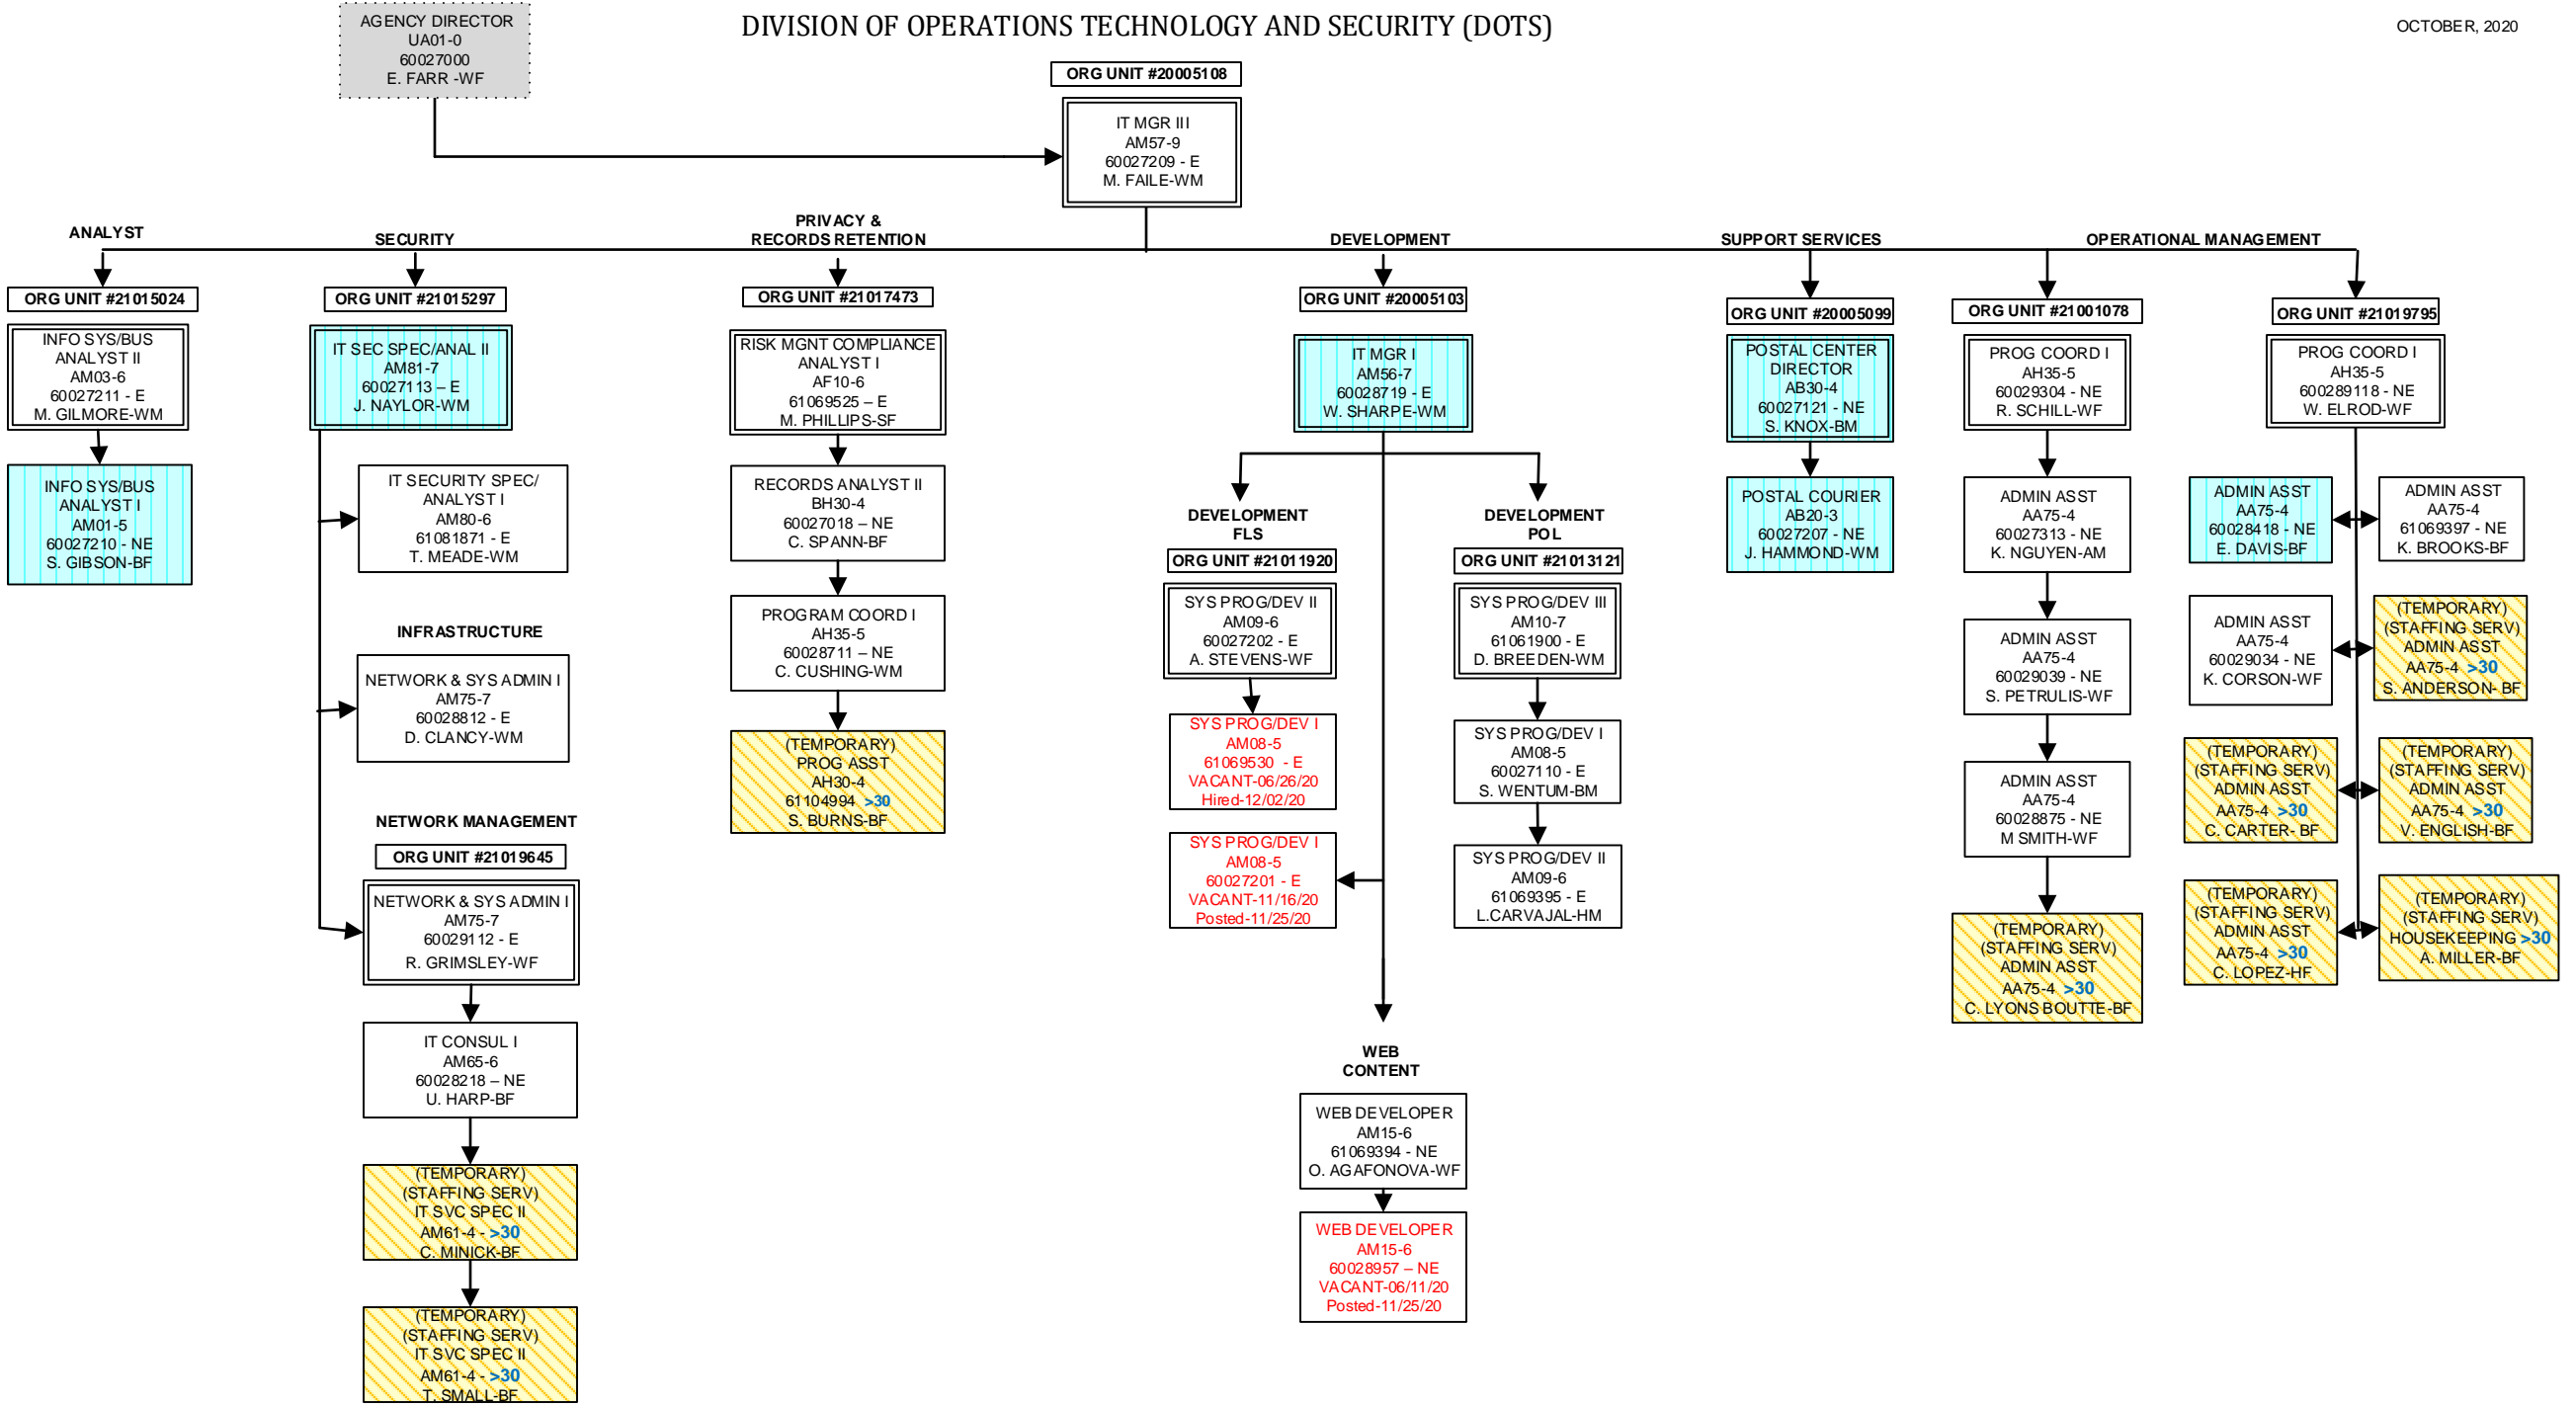 AGENCY DIRECTOR
UA01-0
60027000
E. FARR -WF
DIVISION OF OPERATIONS TECHNOLOGY AND SECURITY (DOTS)
OCTOBER, 2020
ORG UNIT #20005108
IT MGR III
AM57-9
60027209 - E
M. FAILE-WM
ANALYST
SECURITY
PRIVACY &
RECORDS RETENTION
DEVELOPMENT
SUPPORT SERVICES
OPERATIONAL MANAGEMENT
ORG UNIT #21015024
INFO SYS/BUS
ANALYST II
AM03-6
60027211 - E
M. GILMORE-WM
INFO SYS/BUS
ANALYST I
AM01-5
60027210 - NE
S. GIBSON-BF
ORG UNIT #21015297
IT SEC SPEC/ANAL II
AM81-7
60027113 – E
J. NAYLOR-WM
IT SECURITY SPEC/
ANALYST I
AM80-6
61081871 - E
T. MEADE-WM
INFRASTRUCTURE
NETWORK & SYS ADMIN I
AM75-7
60028812 - E
D. CLANCY-WM
NETWORK MANAGEMENT
ORG UNIT #21019645
NETWORK & SYS ADMIN I
AM75-7
60029112 - E
R. GRIMSLEY-WF
IT CONSUL I
AM65-6
60028218 – NE
U. HARP-BF
(TEMPORARY)
(STAFFING SERV)
IT SVC SPEC II
AM61-4 - >30
C. MINICK-BF
(TEMPORARY)
(STAFFING SERV)
IT SVC SPEC II
AM61-4 - >30
T. SMALL-BF
ORG UNIT #21017473
RISK MGNT COMPLIANCE
ANALYST I
AF10-6
61069525 – E
M. PHILLIPS-SF
RECORDS ANALYST II
BH30-4
60027018 – NE
C. SPANN-BF
PROGRAM COORD I
AH35-5
60028711 – NE
C. CUSHING-WM
(TEMPORARY)
PROG ASST
AH30-4
61104994 >30
S. BURNS-BF
ORG UNIT #20005103
IT MGR I
AM56-7
60028719 - E
W. SHARPE-WM
DEVELOPMENT
FLS
ORG UNIT #21011920
SYS PROG/DEV II
AM09-6
60027202 - E
A. STEVENS-WF
SYS PROG/DEV I
AM08-5
61069530 - E
VACANT-06/26/20
Hired-12/02/20
SYS PROG/DEV I
AM08-5
60027201 - E
VACANT-11/16/20
Posted-11/25/20
DEVELOPMENT
POL
ORG UNIT #21013121
SYS PROG/DEV III
AM10-7
61061900 - E
D. BREEDEN-WM
SYS PROG/DEV I
AM08-5
60027110 - E
S. WENTUM-BM
SYS PROG/DEV II
AM09-6
61069395 - E
L.CARVAJAL-HM
WEB
CONTENT
WEB DEVELOPER
AM15-6
61069394 - NE
O. AGAFONOVA-WF
WEB DEVELOPER
AM15-6
60028957 – NE
VACANT-06/11/20
Posted-11/25/20
ORG UNIT #20005099
POSTAL CENTER
DIRECTOR
AB30-4
60027121 - NE
S. KNOX-BM
POSTAL COURIER
AB20-3
60027207 - NE
J. HAMMOND-WM
ORG UNIT #21001078
PROG COORD I
AH35-5
60029304 - NE
R. SCHILL-WF
ADMIN ASST
AA75-4
60027313 - NE
K. NGUYEN-AM
ADMIN ASST
AA75-4
60029039 - NE
S. PETRULIS-WF
ADMIN ASST
AA75-4
60028875 - NE
M SMITH-WF
(TEMPORARY)
(STAFFING SERV)
ADMIN ASST
AA75-4 >30
C. LYONS BOUTTE-BF
ORG UNIT #21019795
PROG COORD I
AH35-5
600289118 - NE
W. ELROD-WF
ADMIN ASST
AA75-4
60028418 - NE
E. DAVIS-BF
ADMIN ASST
AA75-4
61069397 - NE
K. BROOKS-BF
ADMIN ASST
AA75-4
60029034 - NE
K. CORSON-WF
(TEMPORARY)
(STAFFING SERV)
ADMIN ASST
AA75-4 >30
S. ANDERSON- BF
(TEMPORARY)
(STAFFING SERV)
ADMIN ASST
AA75-4 >30
C. CARTER- BF
(TEMPORARY)
(STAFFING SERV)
ADMIN ASST
AA75-4 >30
V. ENGLISH-BF
(TEMPORARY)
(STAFFING SERV)
ADMIN ASST
AA75-4 >30
C. LOPEZ-HF
(TEMPORARY)
(STAFFING SERV)
HOUSEKEEPING >30
A. MILLER-BF